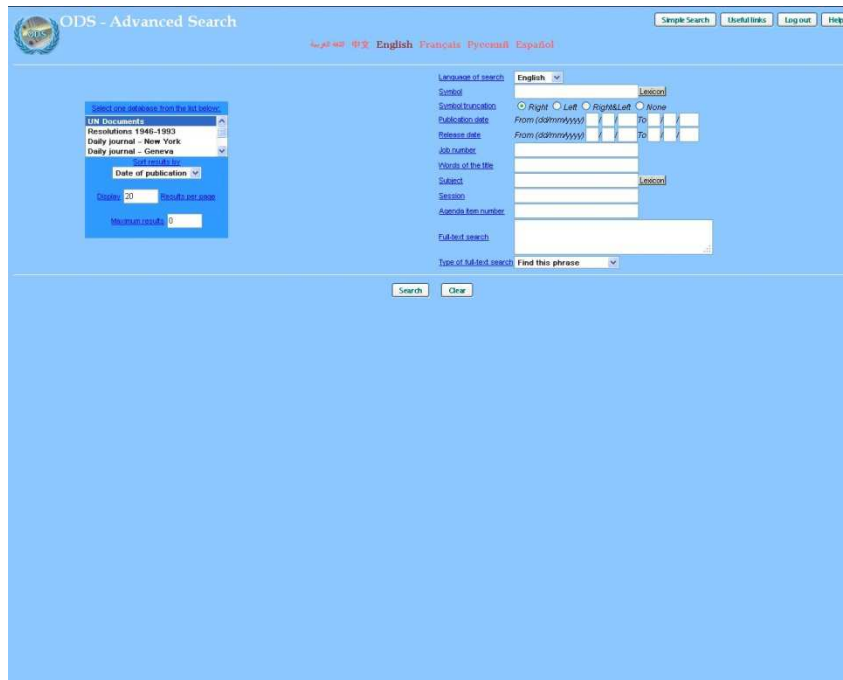 ODS - Advanced Search
Simple Search Useful links Log out Help
中文 English Français Русский Español
ODS
Select one database from the list below:
UN Documents
Resolutions 1946-1993
Daily journal – New York
Daily journal – Geneva
Sort results by
Date of publication
Display 20 Results per page
Maximum results 0
Language of search English
Symbol Lexicon
Symbol truncation Right Left Right&Left None
Publication date From (dd/mm/yyyy) / / To / /
Release date From (dd/mm/yyyy) / / To / /
Job number
Words of the title
Subject Lexicon
Session
Agenda item number
Full-text search
Type of full-text search Find this phrase
Search Clear